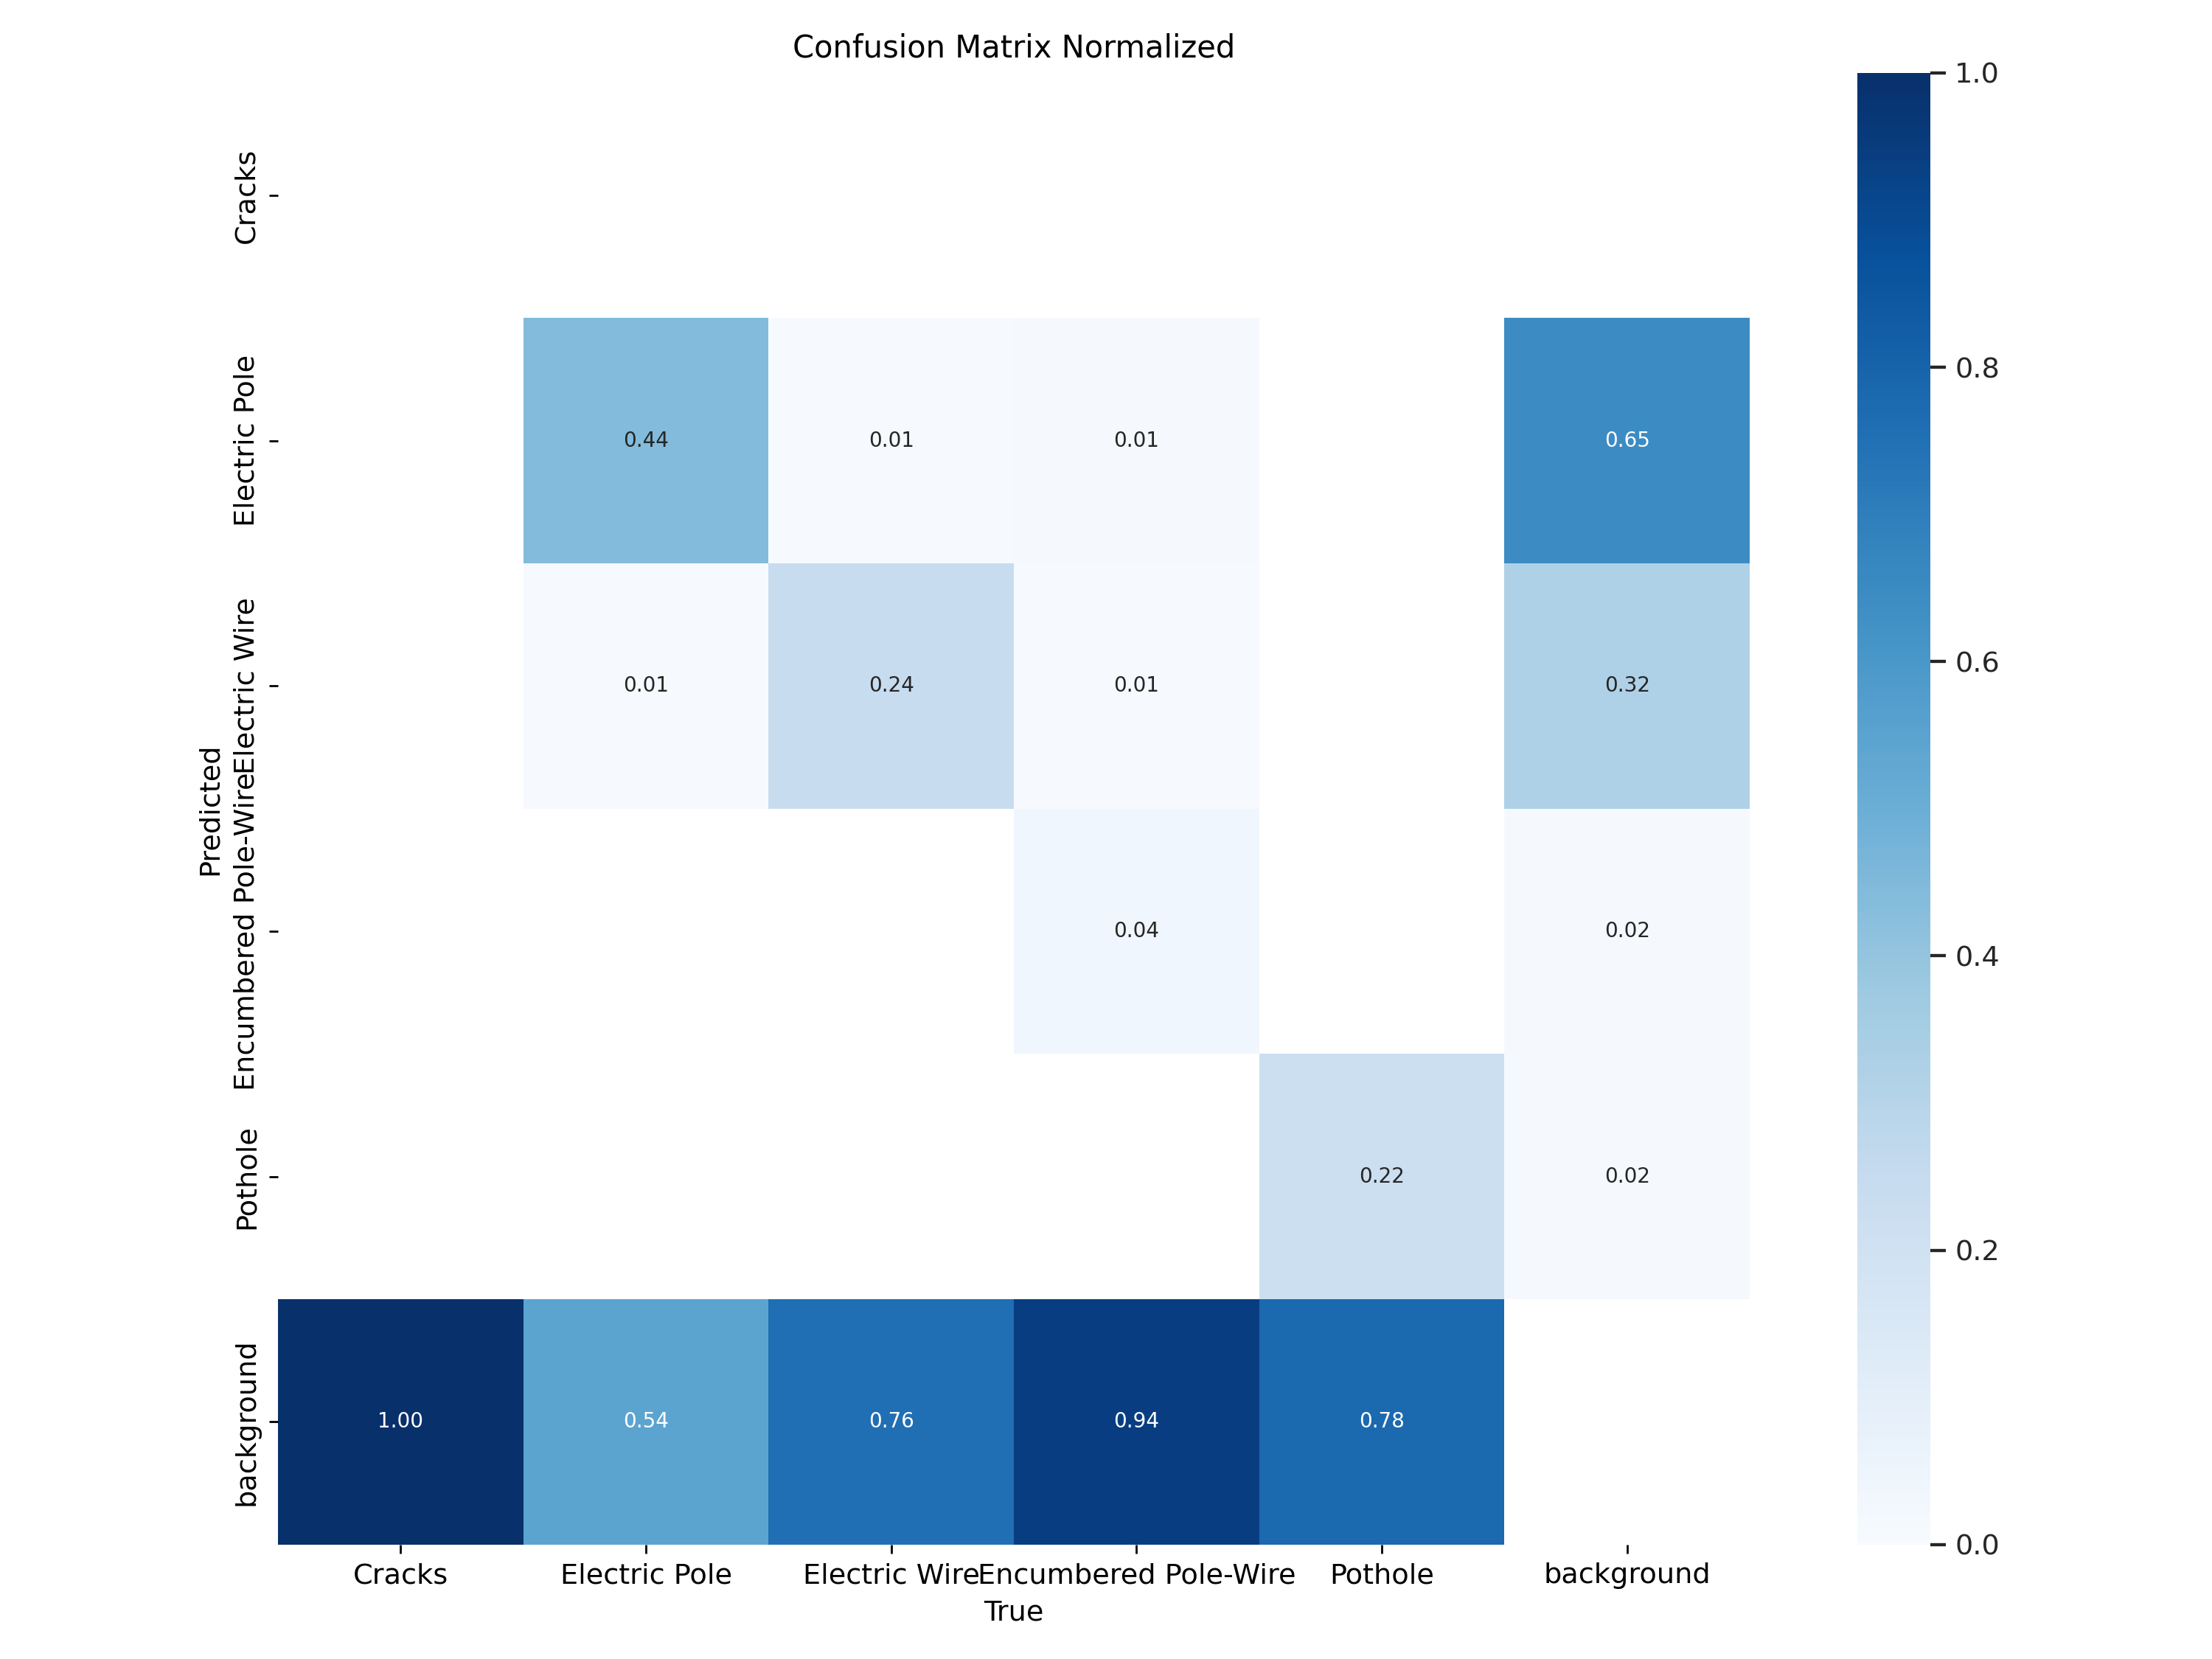 Confusion Matrix Normalized
Cracks
Electric Pole
Electric Wire
Encumbered Pole-Wire
Pothole
background
Predicted
0.44 0.01 0.01 0.65
0.01 0.24 0.01 0.32
0.04 0.02
0.22 0.02
1.00 0.54 0.76 0.94 0.78
Cracks Electric Pole Electric Wire Encumbered Pole-Wire Pothole background
True
1.0
0.8
0.6
0.4
0.2
0.0